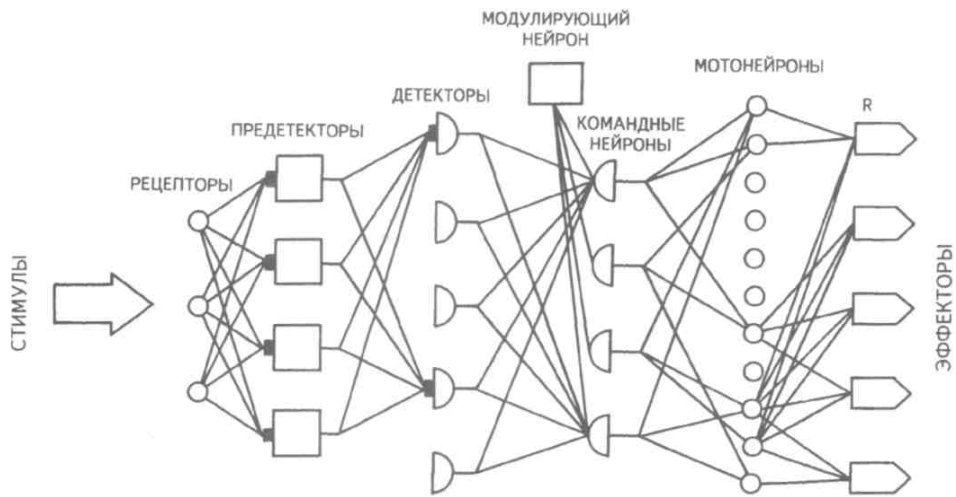 МОДУЛИРУЮЩИЙ
НЕЙРОН
МОТОНЕЙРОНЫ
ДЕТЕКТОРЫ
R
КОМАНДНЫЕ
НЕЙРОНЫ
ПРЕДЕТЕКТОРЫ
РЕЦЕПТОРЫ
СТИМУЛЫ
ЭФФЕКТОРЫ